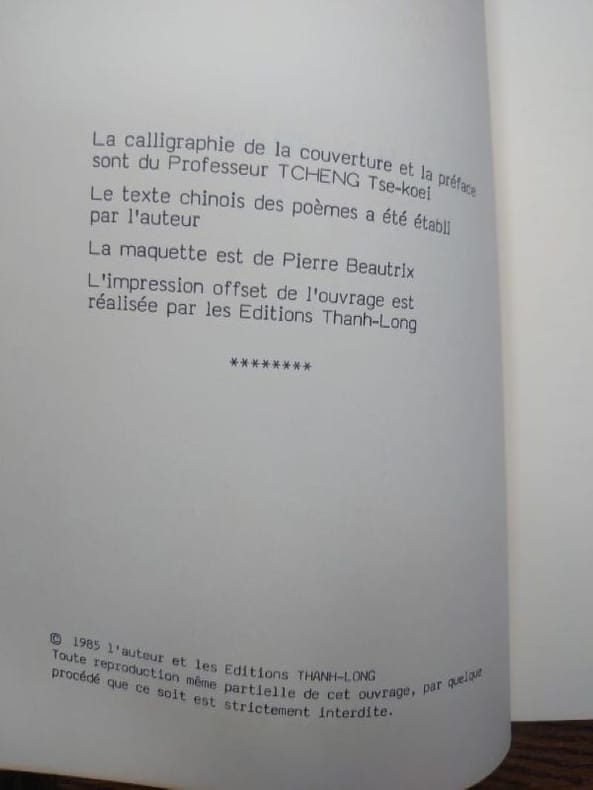 La calligraphie de la couverture et la préface
sont du Professeur TCHENG Tse-koei
Le texte chinois des poèmes a été établi
par l'auteur
La maquette est de Pierre Beautrix
L'impression offset de l'ouvrage est
réalisée par les Editions Thanh-Long
********
© 1985 l'auteur et les Editions THANH-LONG
Toute reproduction même partielle de cet ouvrage, par quelque
procédé que ce soit est strictement interdite.